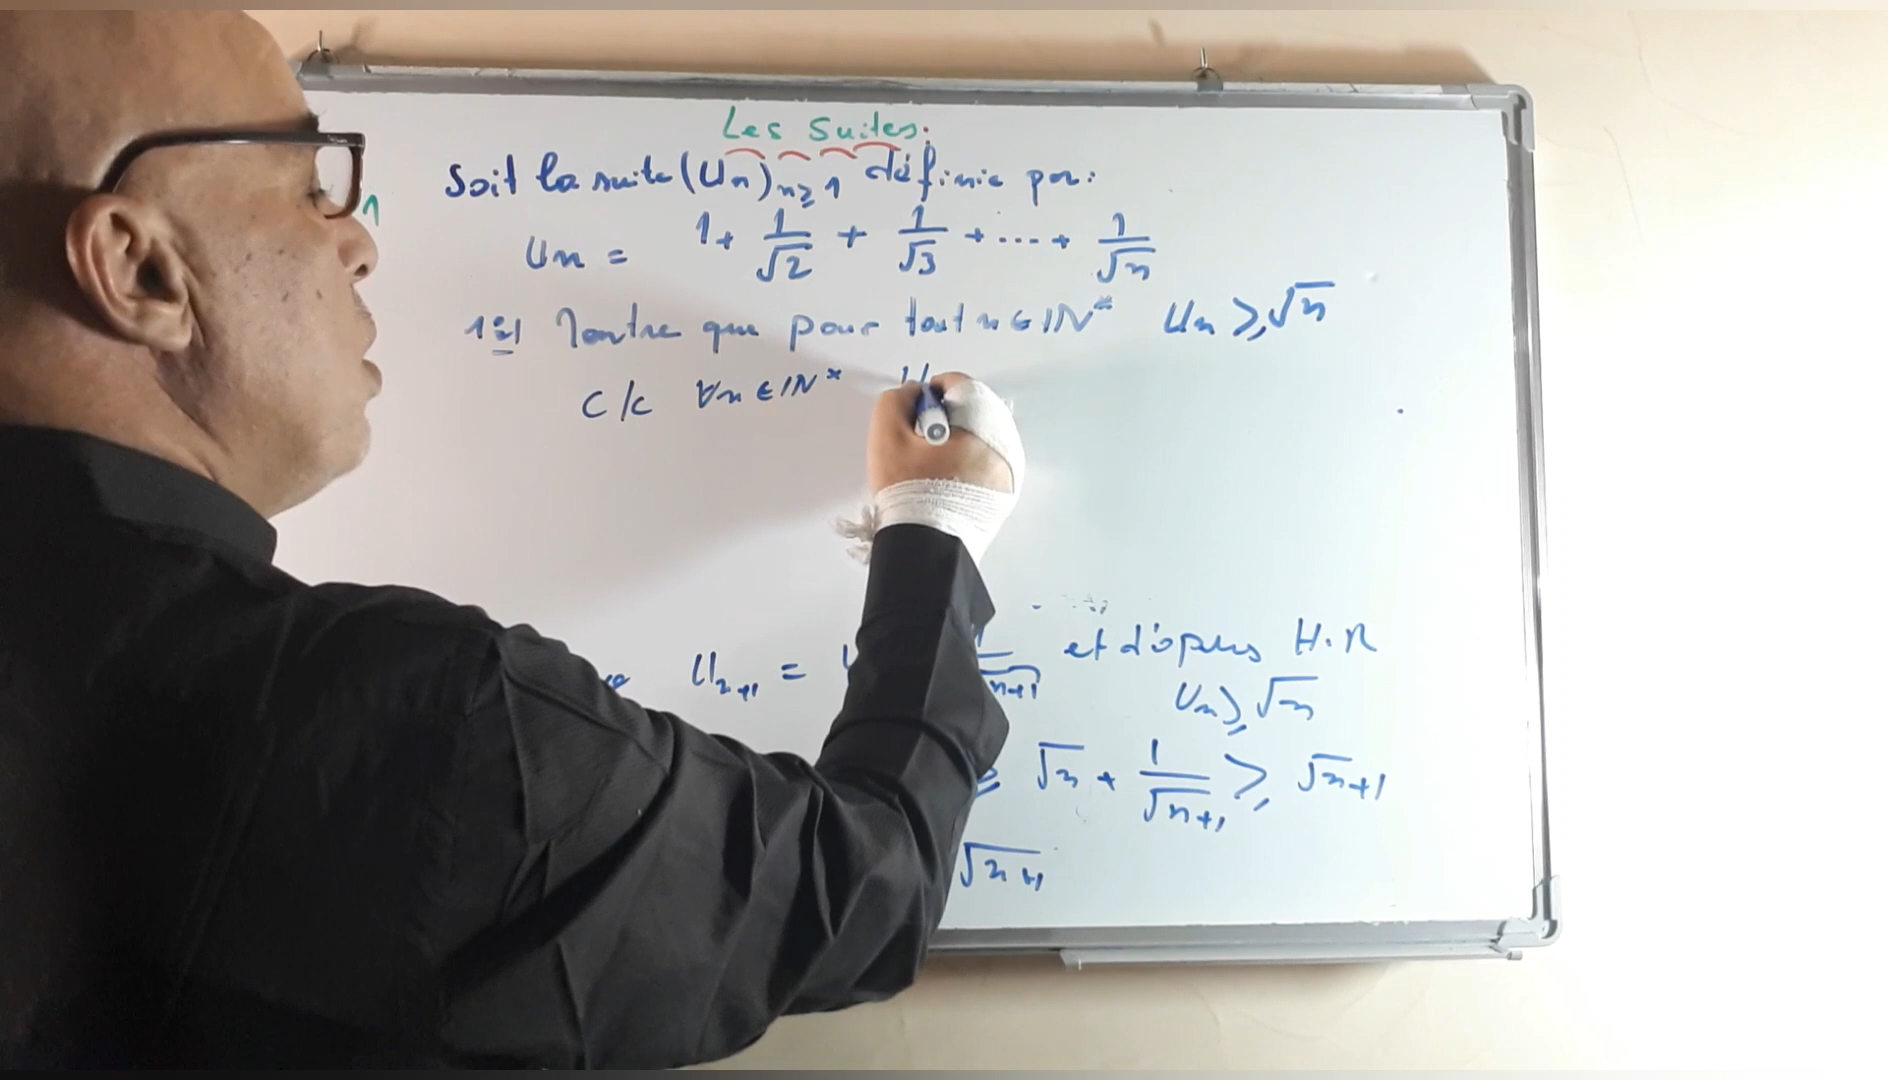 Les Suites.
1
Soit la suite (Un)n≥1 définie par:
Un = 1 + 1/√2 + 1/√3 + .... + 1/√n
1°) Montre que pour tout n ∈ IN* Un ≥ √n
c/c ∀n ∈ IN* U
Un+1 = 1/√n+1 et d'après H.R
Un ≥ √n
≥ √n + 1/√n+1 ≥ √n+1
√n+1